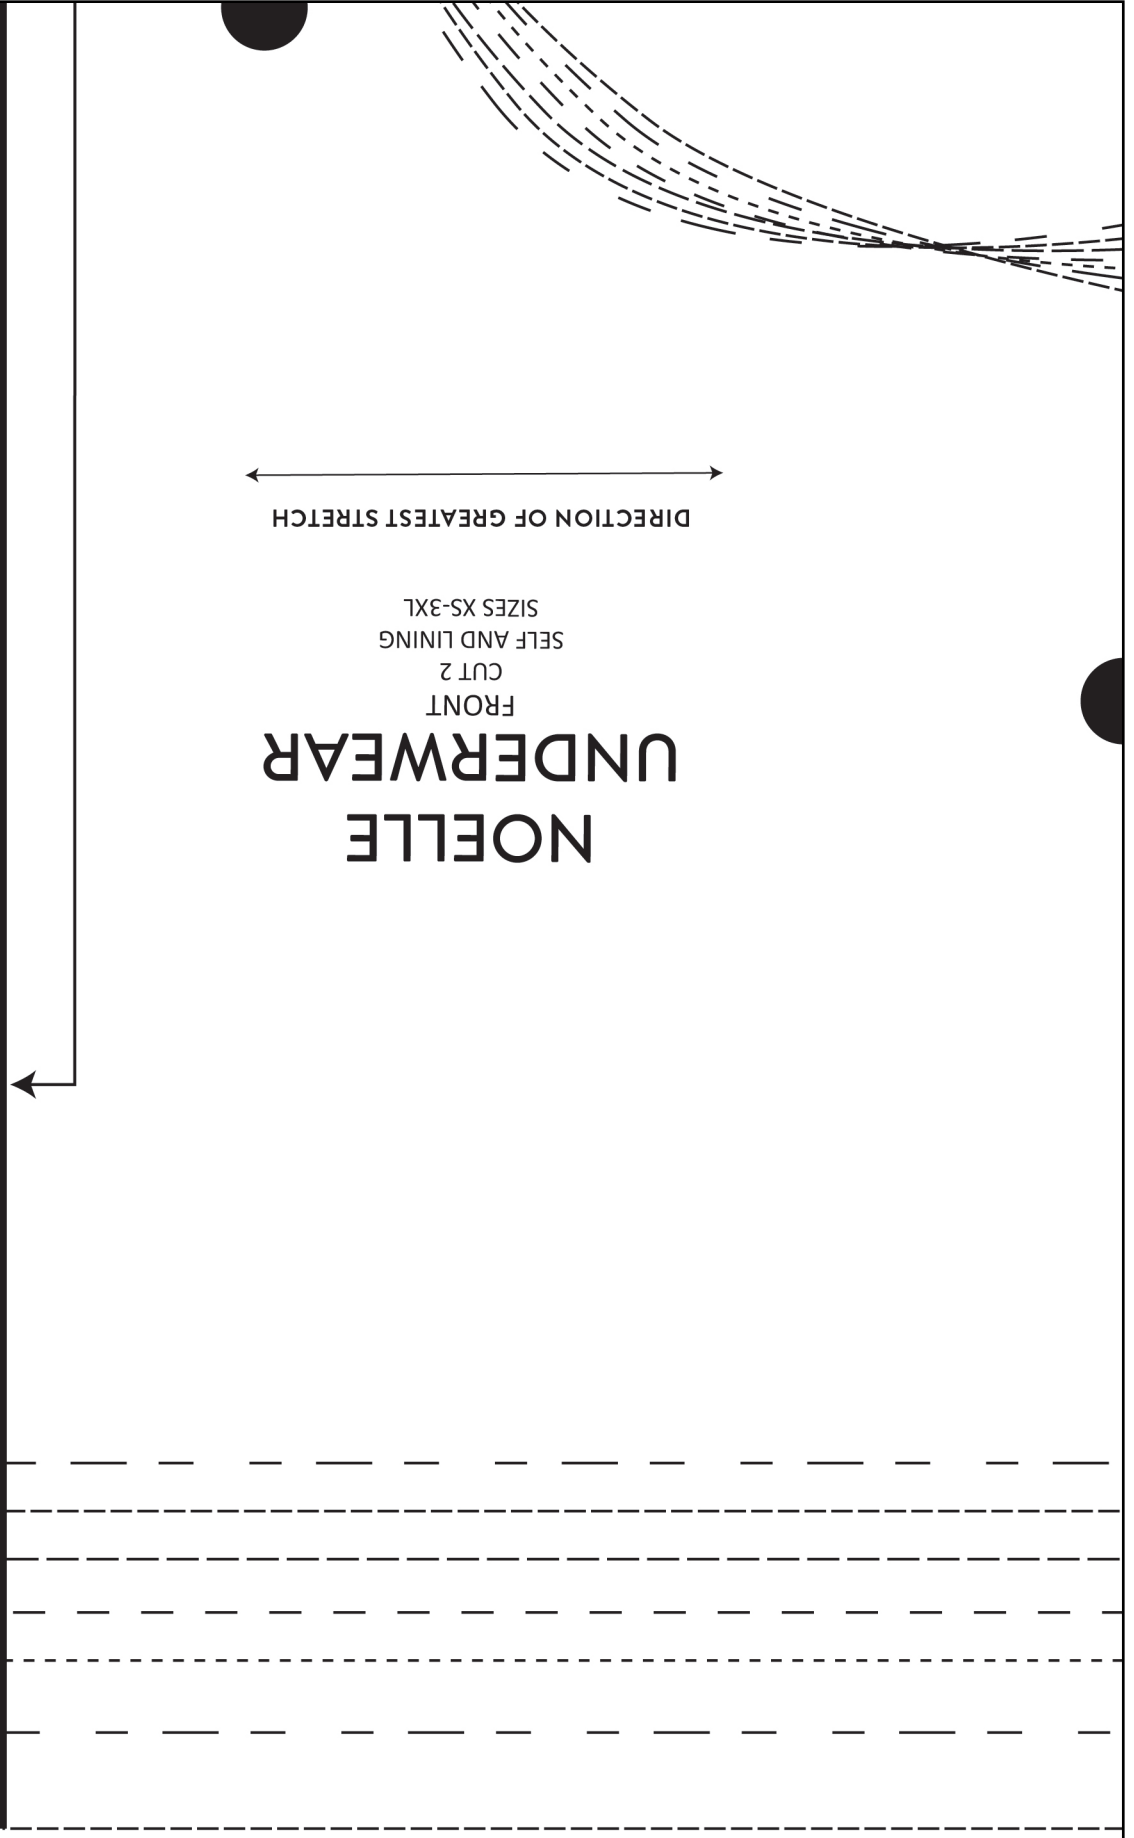 NOELLE
UNDERWEAR
FRONT
CUT 2
SELF AND LINING
SIZES XS-3XL
DIRECTION OF GREATEST STRETCH